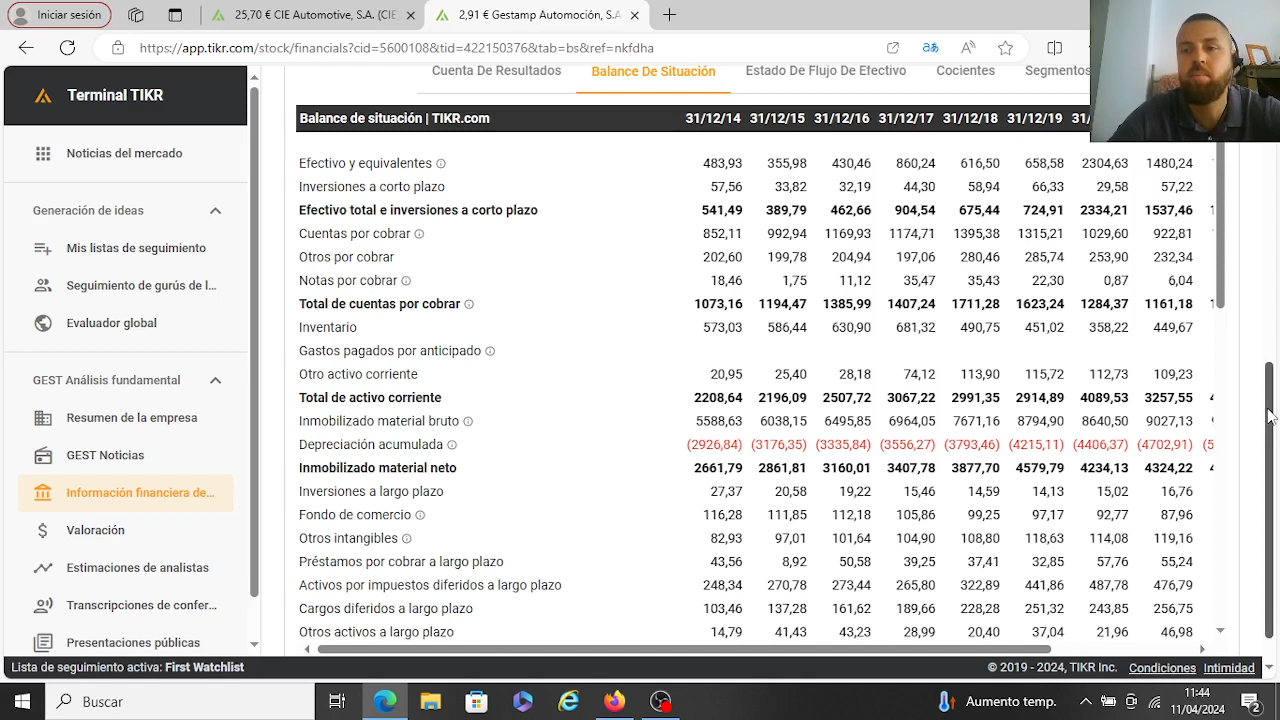 Iniciar sesión
25,70 € CIE Automotive, S.A. (CIE
2,91 € Gestamp Automoción, S.A
https://app.tikr.com/stock/financials?cid=5600108&tid=422150376&tab=bs&ref=nkfdha
Terminal TIKR
Noticias del mercado
Generación de ideas
Mis listas de seguimiento
Seguimiento de gurús de l...
Evaluador global
GEST Análisis fundamental
Resumen de la empresa
GEST Noticias
Información financiera de...
Valoración
Estimaciones de analistas
Transcripciones de confer...
Presentaciones públicas
Cuenta De Resultados Balance De Situación Estado De Flujo De Efectivo Cocientes Segmentos
Balance de situación | TIKR.com 31/12/14 31/12/15 31/12/16 31/12/17 31/12/18 31/12/19 31/
Efectivo y equivalentes 483,93 355,98 430,46 860,24 616,50 658,58 2304,63 1480,24
Inversiones a corto plazo 57,56 33,82 32,19 44,30 58,94 66,33 29,58 57,22
Efectivo total e inversiones a corto plazo 541,49 389,79 462,66 904,54 675,44 724,91 2334,21 1537,46 1
Cuentas por cobrar 852,11 992,94 1169,93 1174,71 1395,38 1315,21 1029,60 922,81
Otros por cobrar 202,60 199,78 204,94 197,06 280,46 285,74 253,90 232,34
Notas por cobrar 18,46 1,75 11,12 35,47 35,43 22,30 0,87 6,04
Total de cuentas por cobrar 1073,16 1194,47 1385,99 1407,24 1711,28 1623,24 1284,37 1161,18 1
Inventario 573,03 586,44 630,90 681,32 490,75 451,02 358,22 449,67
Gastos pagados por anticipado
Otro activo corriente 20,95 25,40 28,18 74,12 113,90 115,72 112,73 109,23
Total de activo corriente 2208,64 2196,09 2507,72 3067,22 2991,35 2914,89 4089,53 3257,55 4
Inmobilizado material bruto 5588,63 6038,15 6495,85 6964,05 7671,16 8794,90 8640,50 9027,13
Depreciación acumulada (2926,84) (3176,35) (3335,84) (3556,27) (3793,46) (4215,11) (4406,37) (4702,91) (5
Inmobilizado material neto 2661,79 2861,81 3160,01 3407,78 3877,70 4579,79 4234,13 4324,22 4
Inversiones a largo plazo 27,37 20,58 19,22 15,46 14,59 14,13 15,02 16,76
Fondo de comercio 116,28 111,85 112,18 105,86 99,25 97,17 92,77 87,96
Otros intangibles 82,93 97,01 101,64 104,90 108,80 118,63 114,08 119,16
Préstamos por cobrar a largo plazo 43,56 8,92 50,58 39,25 37,41 32,85 57,76 55,24
Activos por impuestos diferidos a largo plazo 248,34 270,78 273,44 265,80 322,89 441,86 487,78 476,79
Cargos diferidos a largo plazo 103,46 137,28 161,62 189,66 228,28 251,32 243,85 256,75
Otros activos a largo plazo 14,79 41,43 43,23 28,99 20,40 37,04 21,96 46,98
Lista de seguimiento activa: First Watchlist
© 2019 - 2024, TIKR Inc. Condiciones Intimidad
Buscar
Aumento temp.
11:44
11/04/2024
2